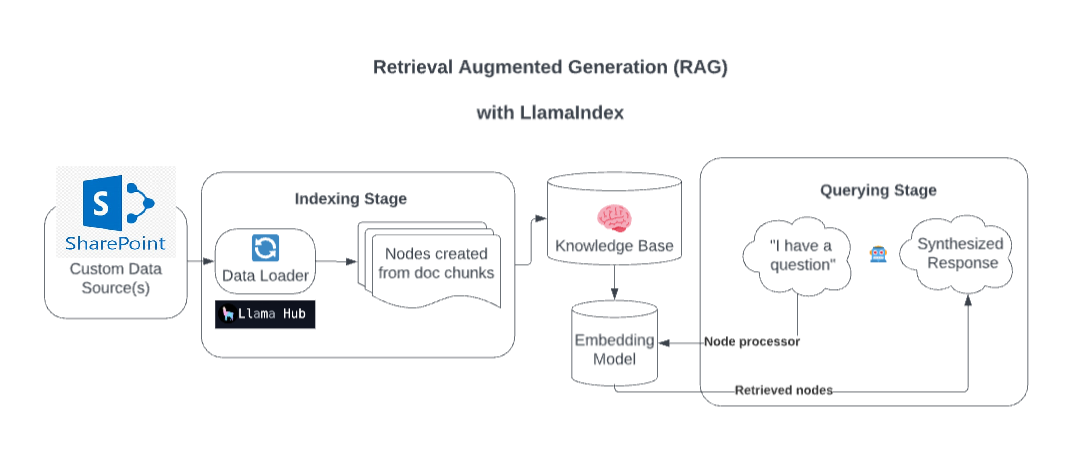 Retrieval Augmented Generation (RAG)
with LlamaIndex
S
SharePoint
Custom Data
Source(s)
Indexing Stage
Data Loader
Llama Hub
Nodes created
from doc chunks
Knowledge Base
Embedding
Model
Querying Stage
"I have a
question"
Synthesized
Response
Node processor
Retrieved nodes